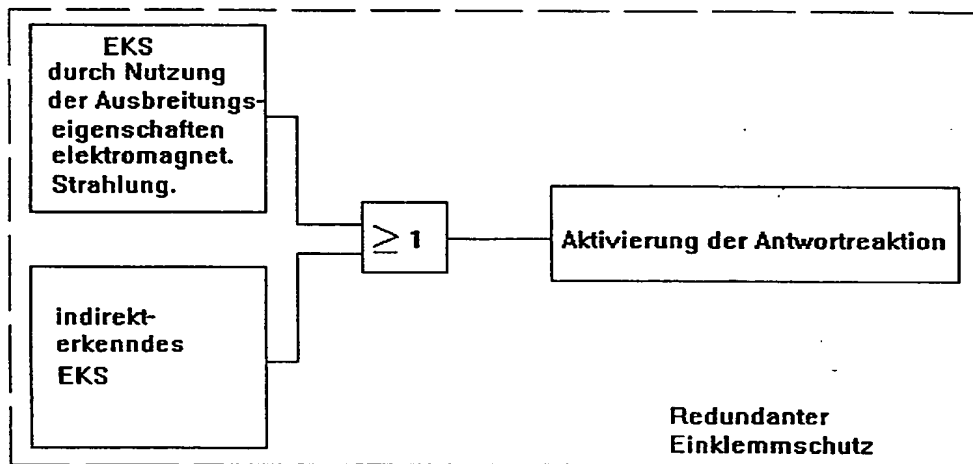 EKS
durch Nutzung
der Ausbreitungs-
eigenschaften
elektromagnet.
Strahlung.
indirekt-
erkenndes
EKS
≥ 1
Aktivierung der Antwortreaktion
Redundanter
Einklemmschutz